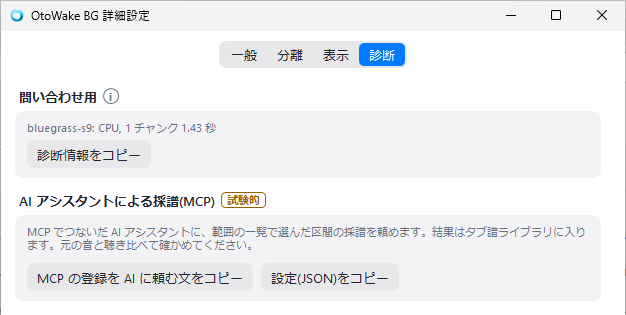 OtoWake BG 詳細設定
一般 分離 表示 診断
問い合わせ用
bluegrass-s9: CPU, 1 チャンク 1.43 秒
診断情報をコピー
AI アシスタントによる採譜(MCP) 試験的
MCP でつないだ AI アシスタントに、範囲の一覧で選んだ区間の採譜を頼めます。結果はタブ譜ライブラリに入り
ます。元の音と聴き比べて確かめてください。
MCP の登録を AI に頼む文をコピー 設定(JSON)をコピー